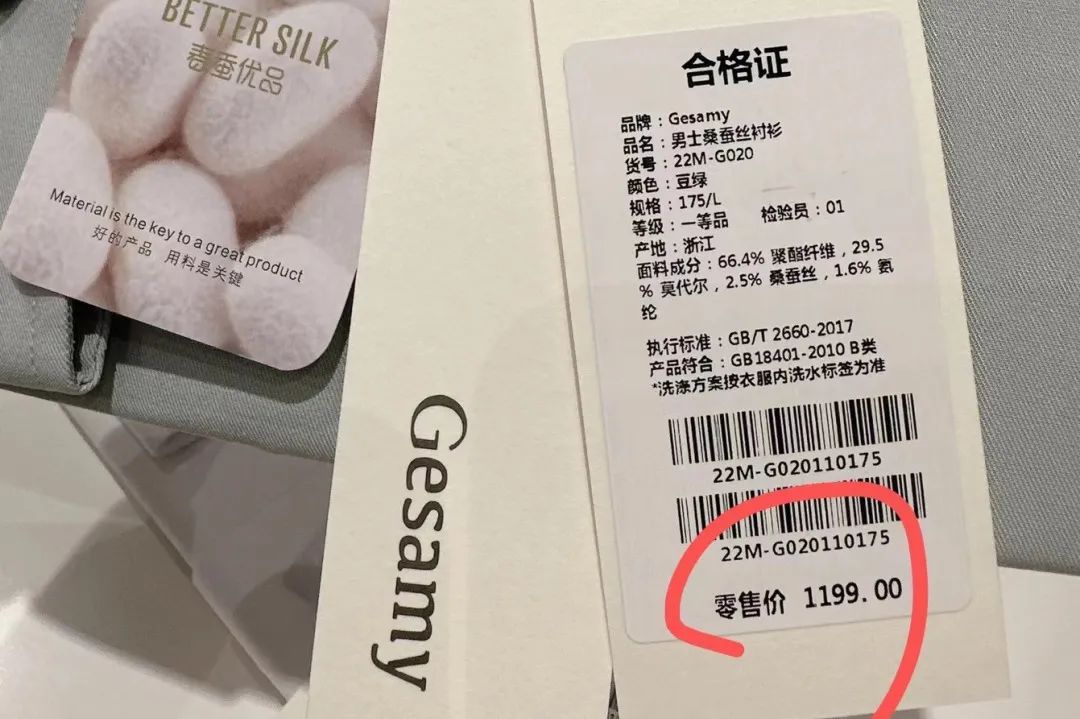 BETTER SILK
春蚕优品
Material is the key to a great product
好的产品 用料是关键
Gesamy
合格证
品牌：Gesamy
品名：男士桑蚕丝衬衫
货号：22M-G020
颜色：豆绿
规格：175/L
等级：一等品 检验员：01
产地：浙江
面料成分：66.4% 聚酯纤维，29.5
% 莫代尔，2.5% 桑蚕丝，1.6% 氨
纶
执行标准：GB/T 2660-2017
产品符合：GB18401-2010 B类
*洗涤方案按衣服内洗水标签为准
22M-G020110175
22M-G020110175
零售价 1199.00